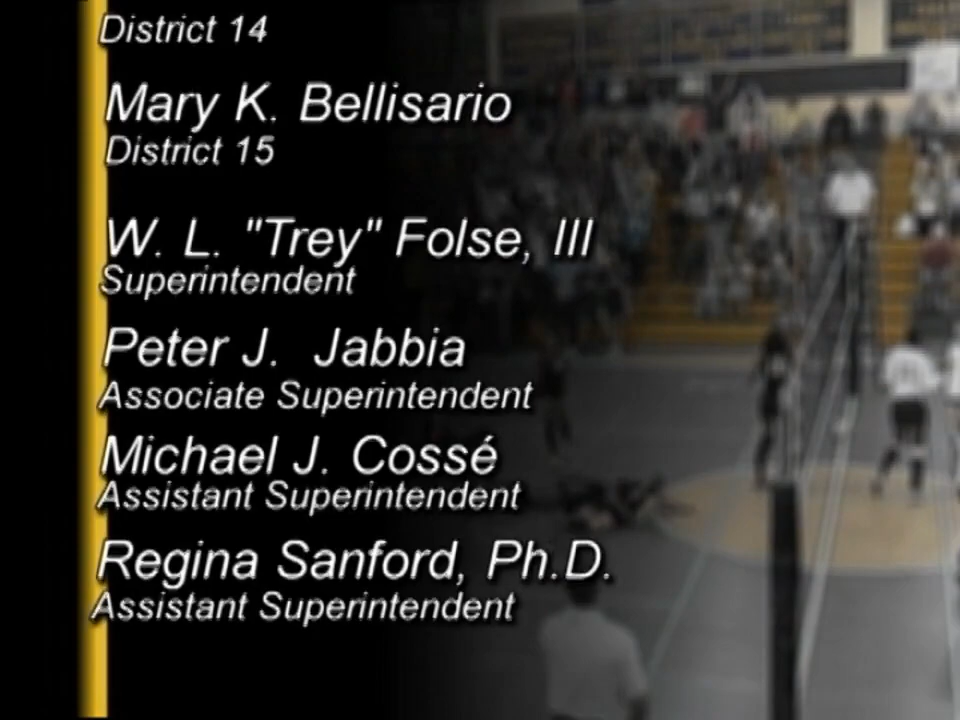 District 14
Mary K. Bellisario
District 15
W. L. "Trey" Folse, III
Superintendent
Peter J. Jabbia
Associate Superintendent
Michael J. Cossé
Assistant Superintendent
Regina Sanford, Ph.D.
Assistant Superintendent